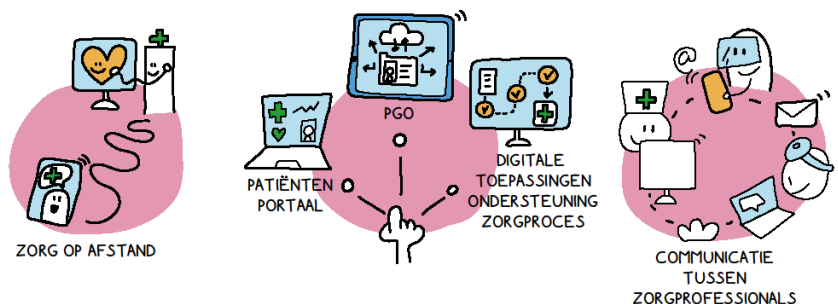 ZORG OP AFSTAND
PATIËNTEN
PORTAAL
PGO
DIGITALE
TOEPASSINGEN
ONDERSTEUNING
ZORGPROCES
@
COMMUNICATIE
TUSSEN
ZORGPROFESSIONALS